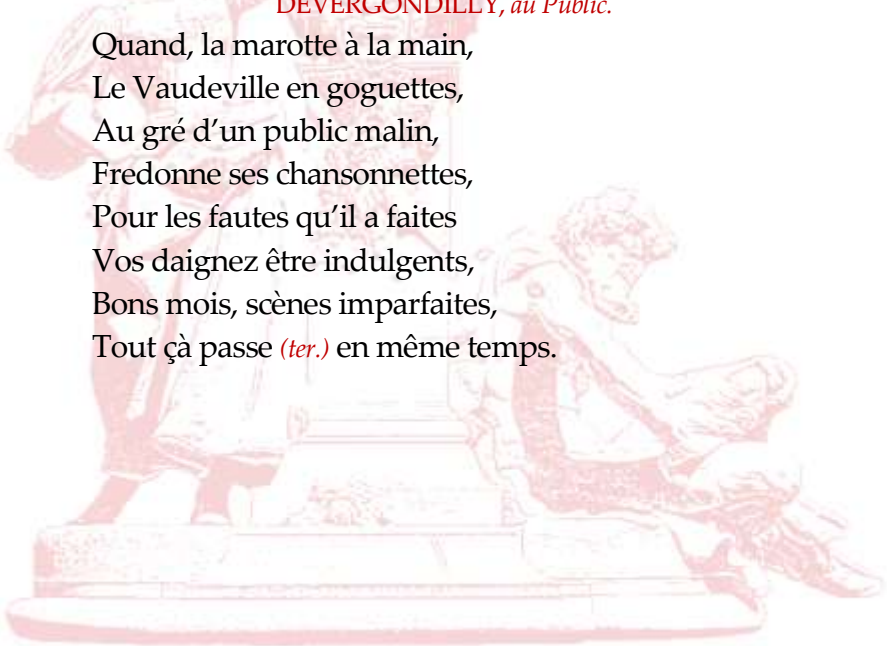 DEVERGONDILLY, au Public.
Quand, la marotte à la main,
Le Vaudeville en goguettes,
Au gré d’un public malin,
Fredonne ses chansonnettes,
Pour les fautes qu’il a faites
Vos daignez être indulgents,
Bons mois, scènes imparfaites,
Tout çà passe (ter.) en même temps.